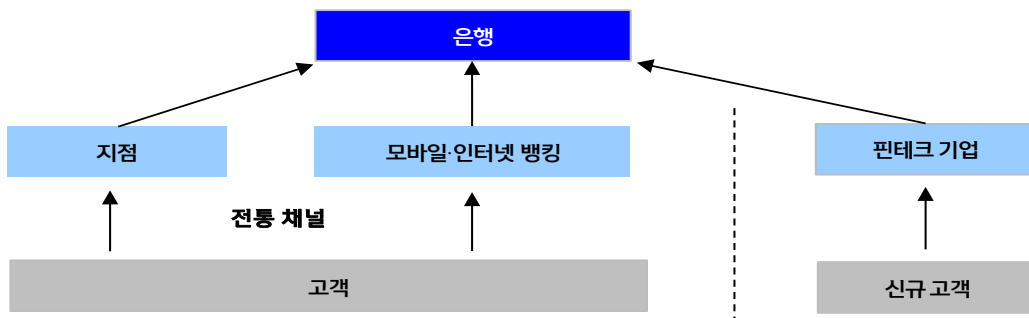 은행
지점
모바일·인터넷 뱅킹
핀테크 기업
전통 채널
고객
신규 고객